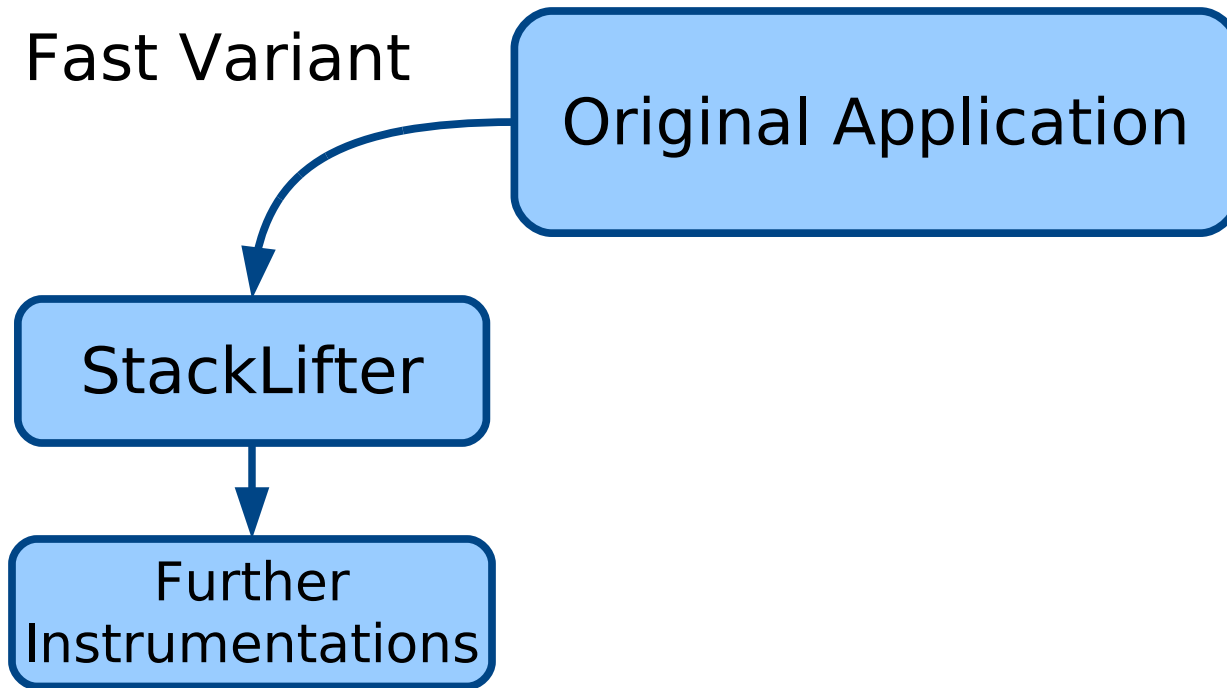 Fast Variant
Original Application
StackLifter
Further
Instrumentations